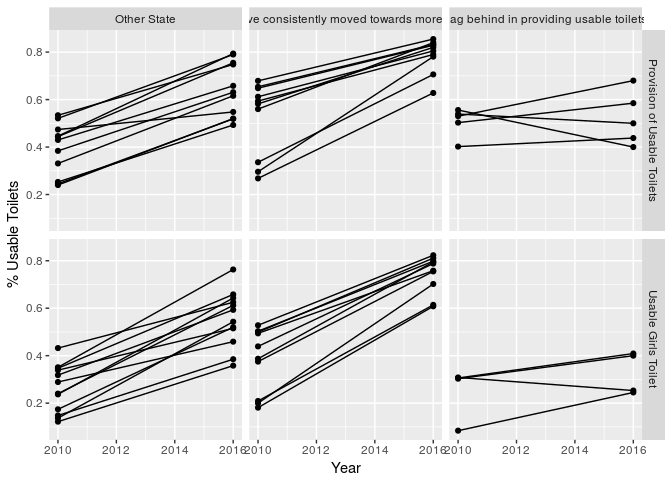 Other State
ve consistently moved towards more
ag behind in providing usable toilets
0.8
0.6
0.4
0.2
Provision of Usable Toilets
0.8
0.6
0.4
0.2
Usable Girls Toilet
% Usable Toilets
2010 2012 2014 2016
2010 2012 2014 2016
2010 2012 2014 2016
Year